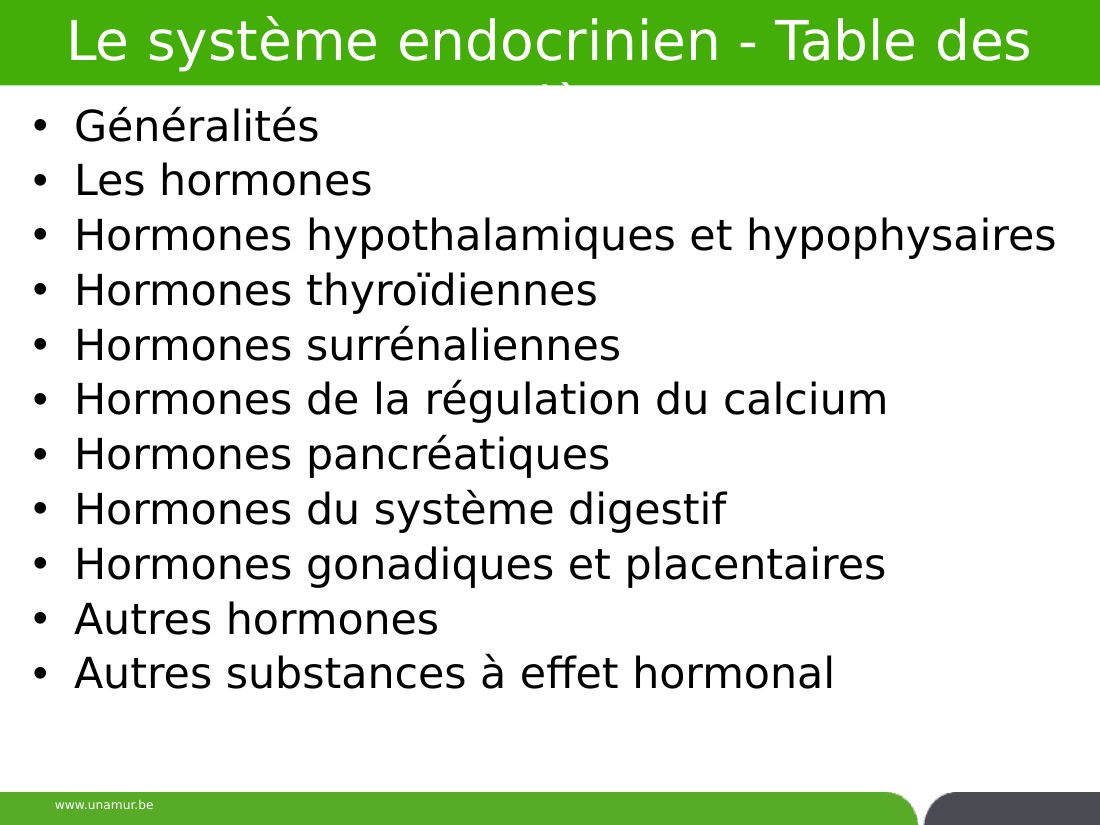 Le système endocrinien - Table des
• Généralités
• Les hormones
• Hormones hypothalamiques et hypophysaires
• Hormones thyroïdiennes
• Hormones surrénaliennes
• Hormones de la régulation du calcium
• Hormones pancréatiques
• Hormones du système digestif
• Hormones gonadiques et placentaires
• Autres hormones
• Autres substances à effet hormonal
www.unamur.be